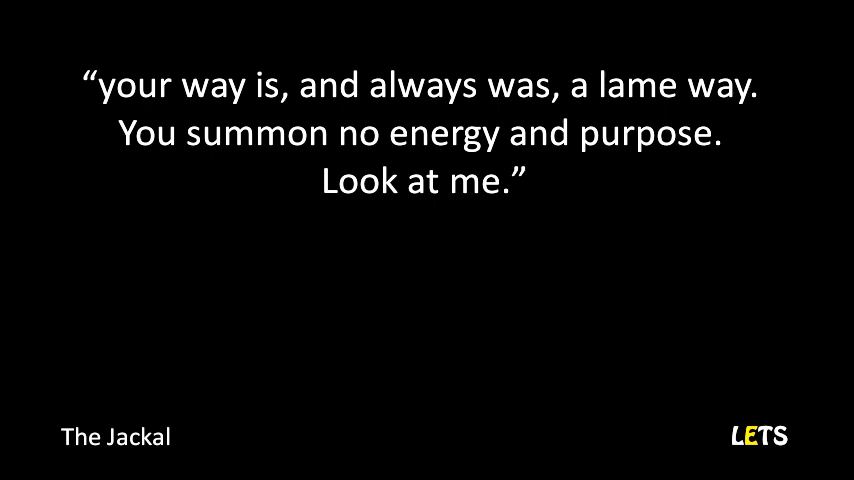 “your way is, and always was, a lame way.
You summon no energy and purpose.
Look at me.”
The Jackal
LETS